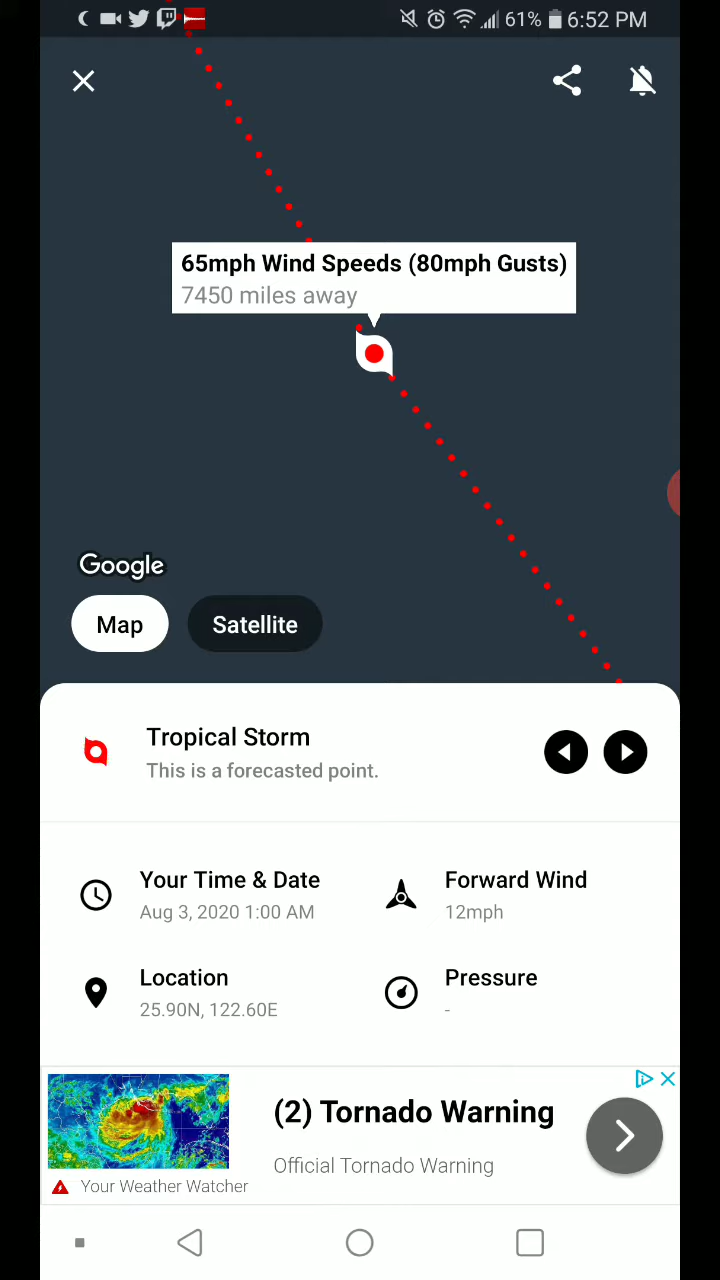 61% 6:52 PM
65mph Wind Speeds (80mph Gusts)
7450 miles away
Google
Map
Satellite
Tropical Storm
This is a forecasted point.
Your Time & Date
Aug 3, 2020 1:00 AM
Forward Wind
12mph
Location
25.90N, 122.60E
Pressure
-
(2) Tornado Warning
Official Tornado Warning
Your Weather Watcher